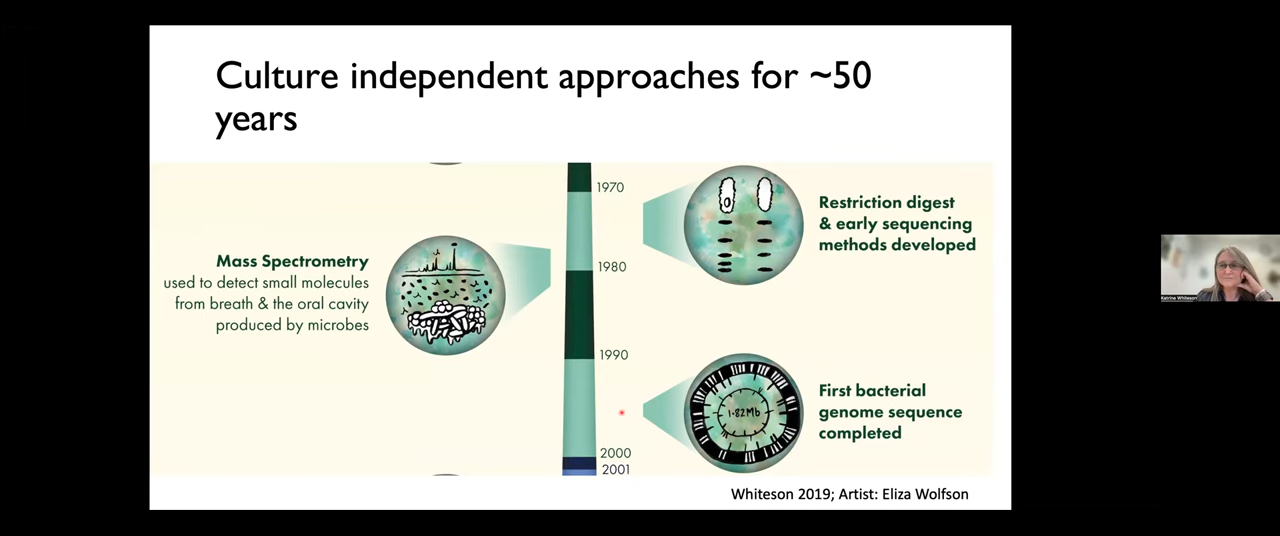 Culture independent approaches for ~50
years
1970
Restriction digest
& early sequencing
methods developed
Mass Spectrometry
used to detect small molecules
from breath & the oral cavity
produced by microbes
1980
1990
First bacterial
genome sequence
completed
1.82Mb
2000
2001
Whiteson 2019; Artist: Eliza Wolfson
Katrine Whiteson